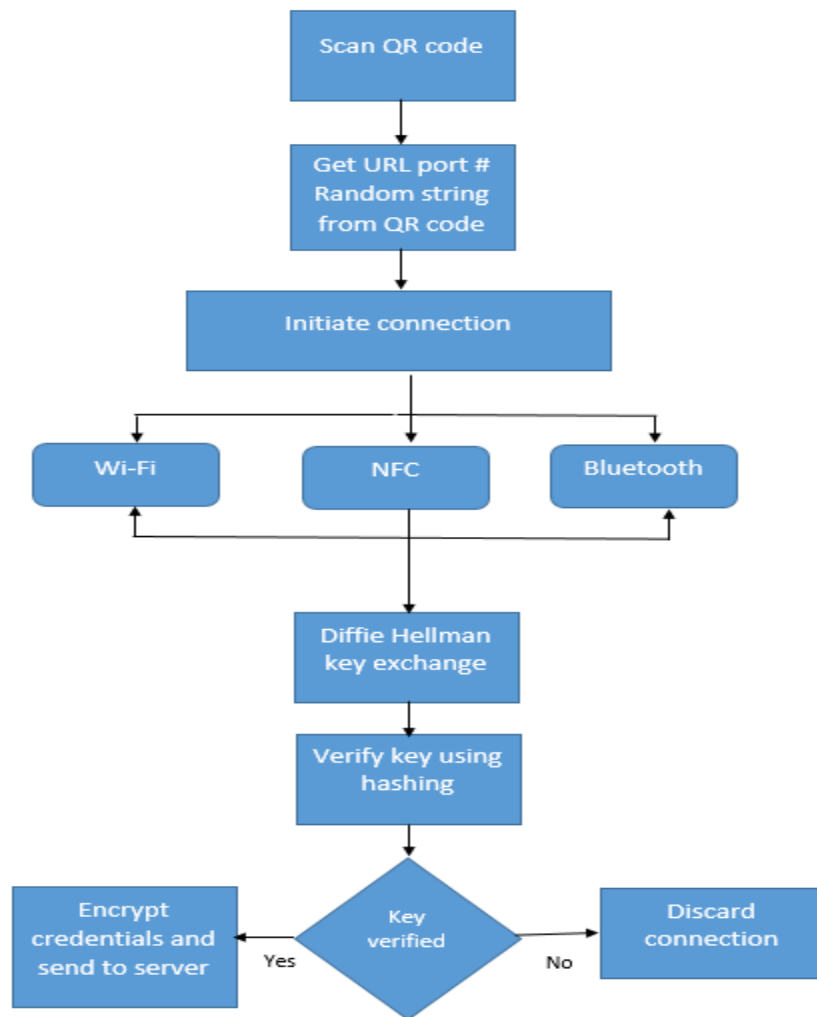 Scan QR code
Get URL port #
Random string
from QR code
Initiate connection
Wi-Fi
NFC
Bluetooth
Diffie Hellman
key exchange
Verify key using
hashing
Key
verified
Encrypt
credentials and
send to server
Yes
No
Discard
connection